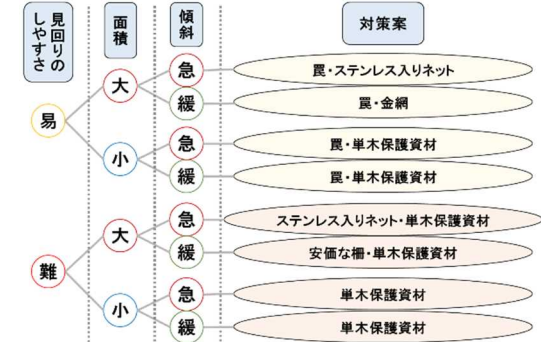 見回りの
しやすさ
面積
傾斜
対策案
易
大
急
罠・ステンレス入りネット
緩
罠・金網
小
急
罠・単木保護資材
緩
罠・単木保護資材
難
大
急
ステンレス入りネット・単木保護資材
緩
安価な柵・単木保護資材
小
急
単木保護資材
緩
単木保護資材